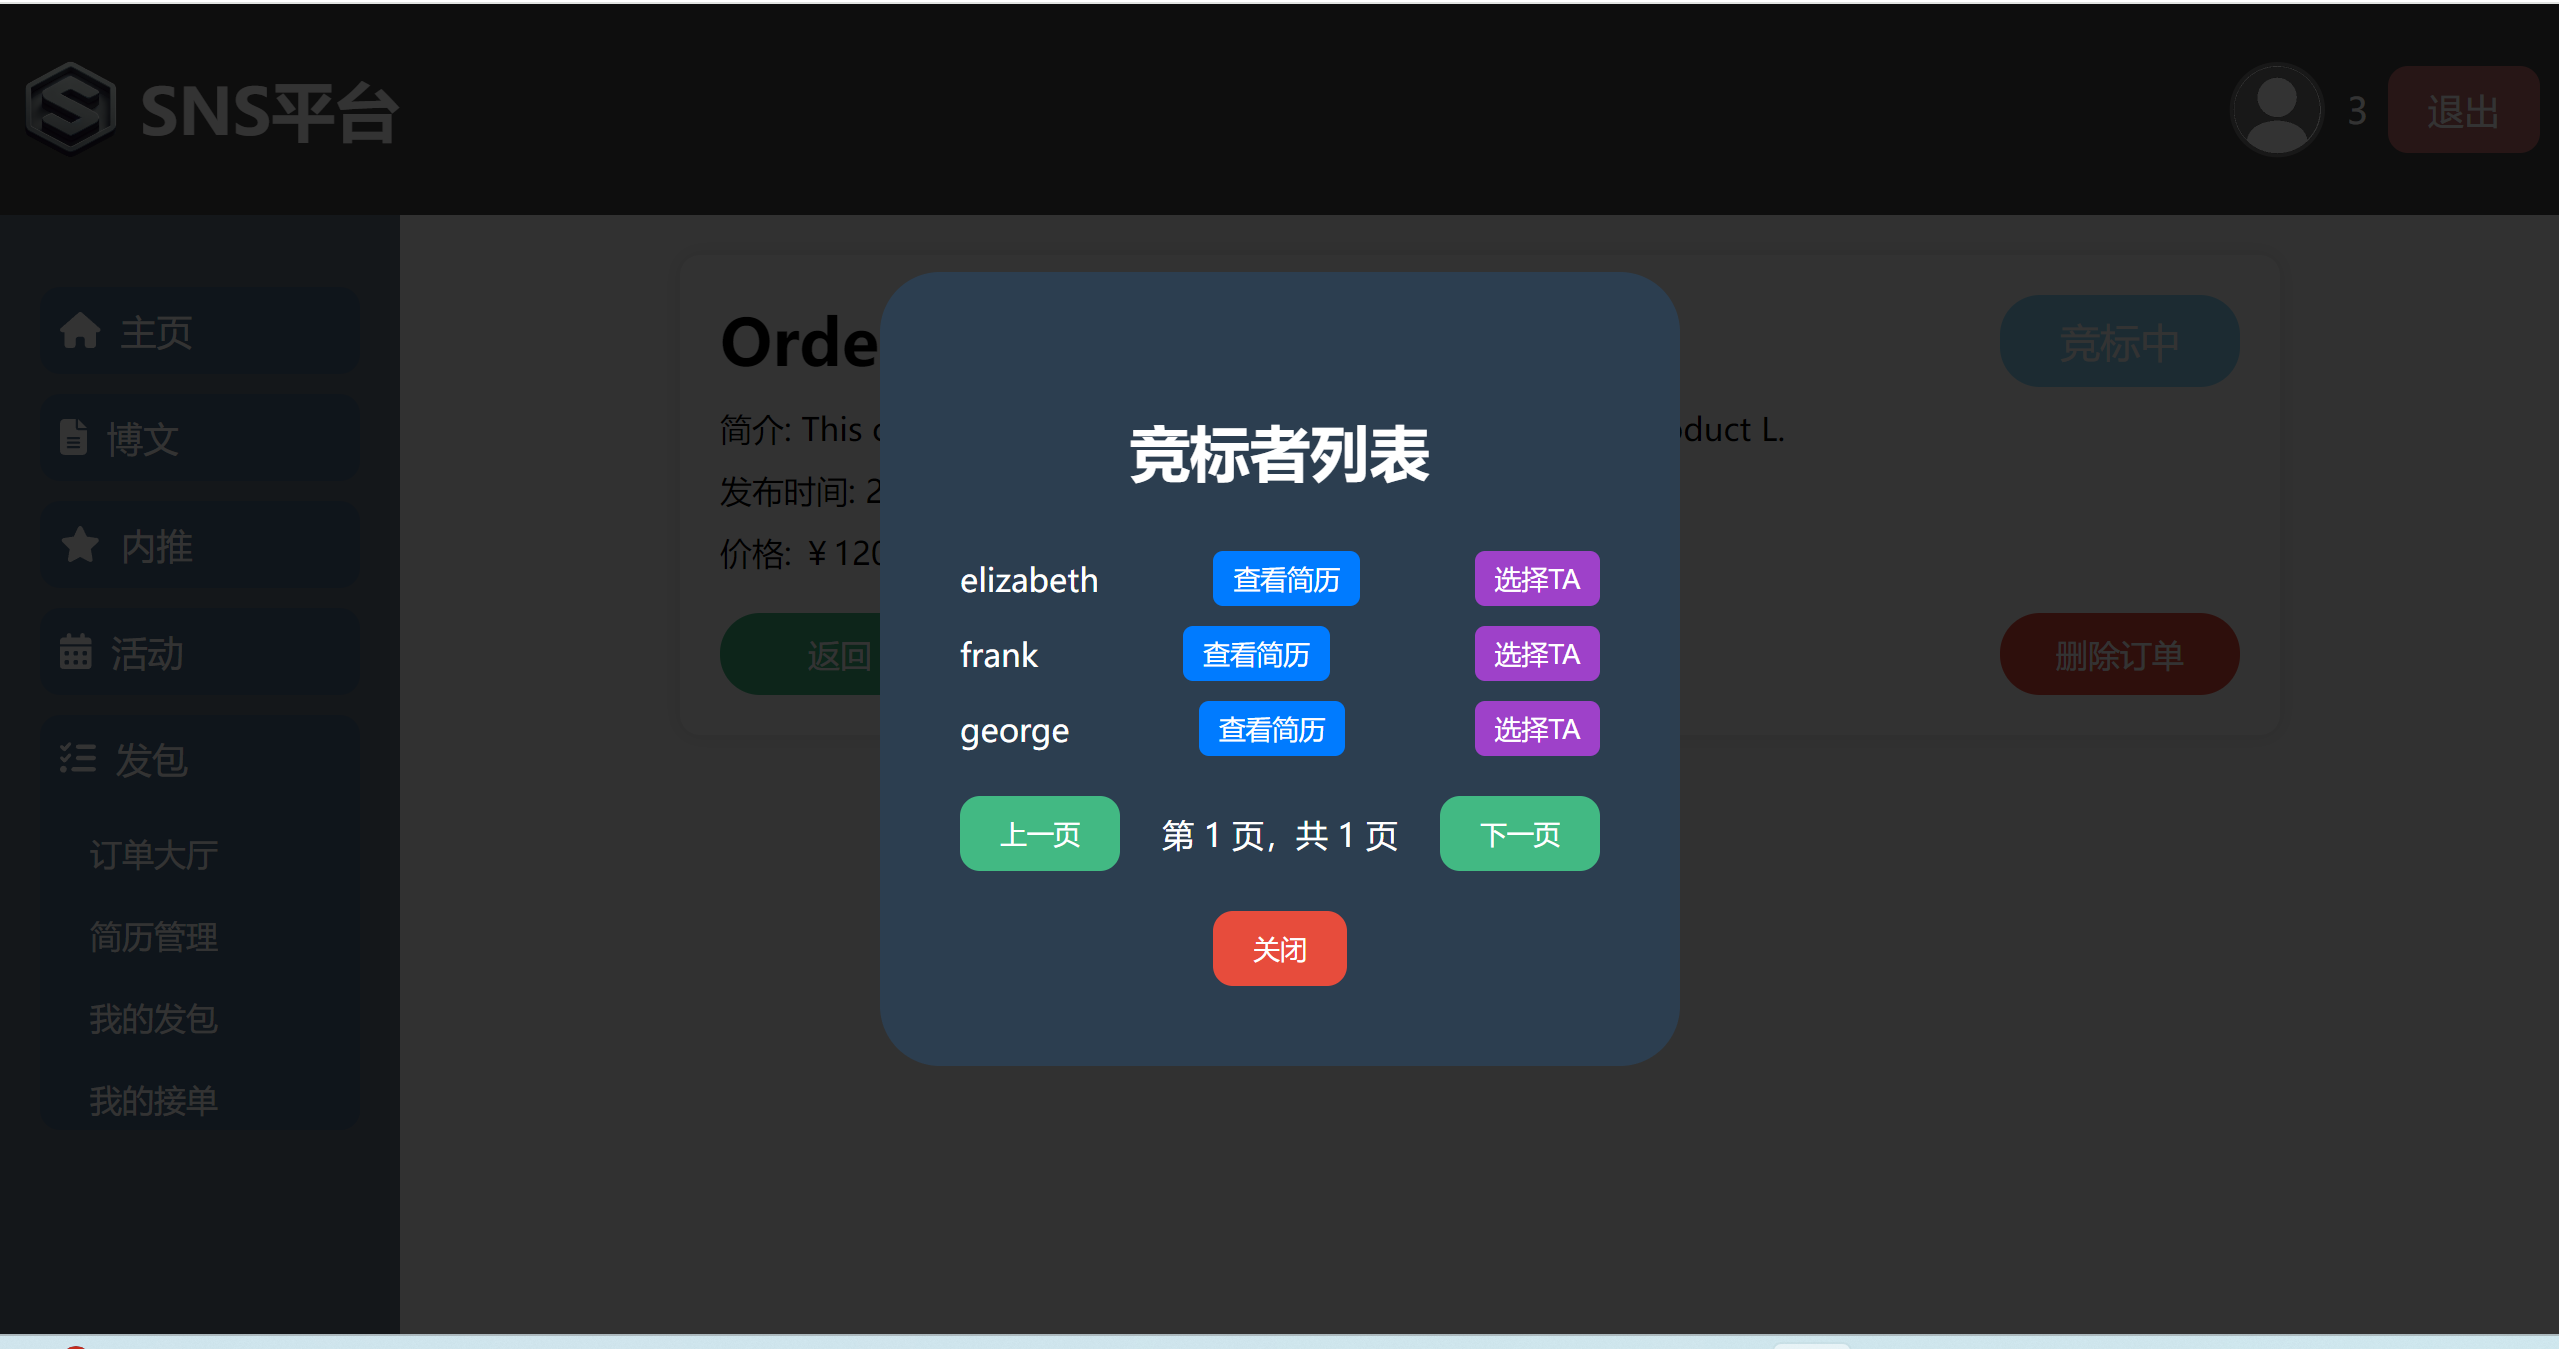 SNS平台
3
退出
主页
博文
内推
活动
发包
订单大厅
简历管理
我的发包
我的接单
竞标中
简介: This
duct L.
发布时间: 2
价格: ￥120
返回
删除订单
竞标者列表
elizabeth 查看简历 选择TA
frank 查看简历 选择TA
george 查看简历 选择TA
上一页 第 1 页，共 1 页 下一页
关闭